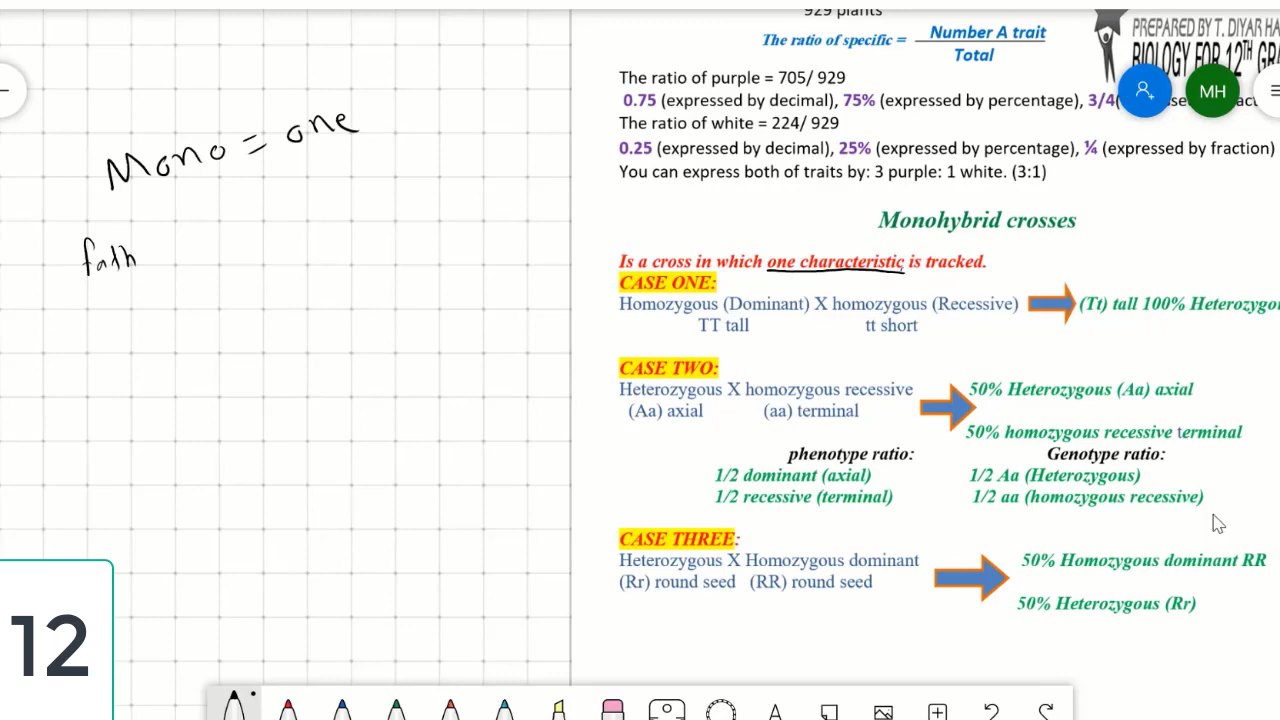 Mono = one
fath
929 plants
The ratio of specific = Number A trait
Total
PREPARED BY T. DIYAR
BIOLOGY FOR 12TH
The ratio of purple = 705/ 929
0.75 (expressed by decimal), 75% (expressed by percentage), 3/4
MH
The ratio of white = 224/ 929
0.25 (expressed by decimal), 25% (expressed by percentage), ¼ (expressed by fraction)
You can express both of traits by: 3 purple: 1 white. (3:1)
Monohybrid crosses
Is a cross in which one characteristic is tracked.
CASE ONE:
Homozygous (Dominant) X homozygous (Recessive) (Tt) tall 100%
TT tall tt short
CASE TWO:
Heterozygous X homozygous recessive 50% Heterozygous (Aa) axial
(Aa) axial (aa) terminal
50% homozygous recessive terminal
phenotype ratio: Genotype ratio:
1/2 dominant (axial) 1/2 Aa (Heterozygous)
1/2 recessive (terminal) 1/2 aa (homozygous recessive)
CASE THREE:
Heterozygous X Homozygous dominant 50% Homozygous dominant RR
(Rr) round seed (RR) round seed
50% Heterozygous (Rr)
12
A